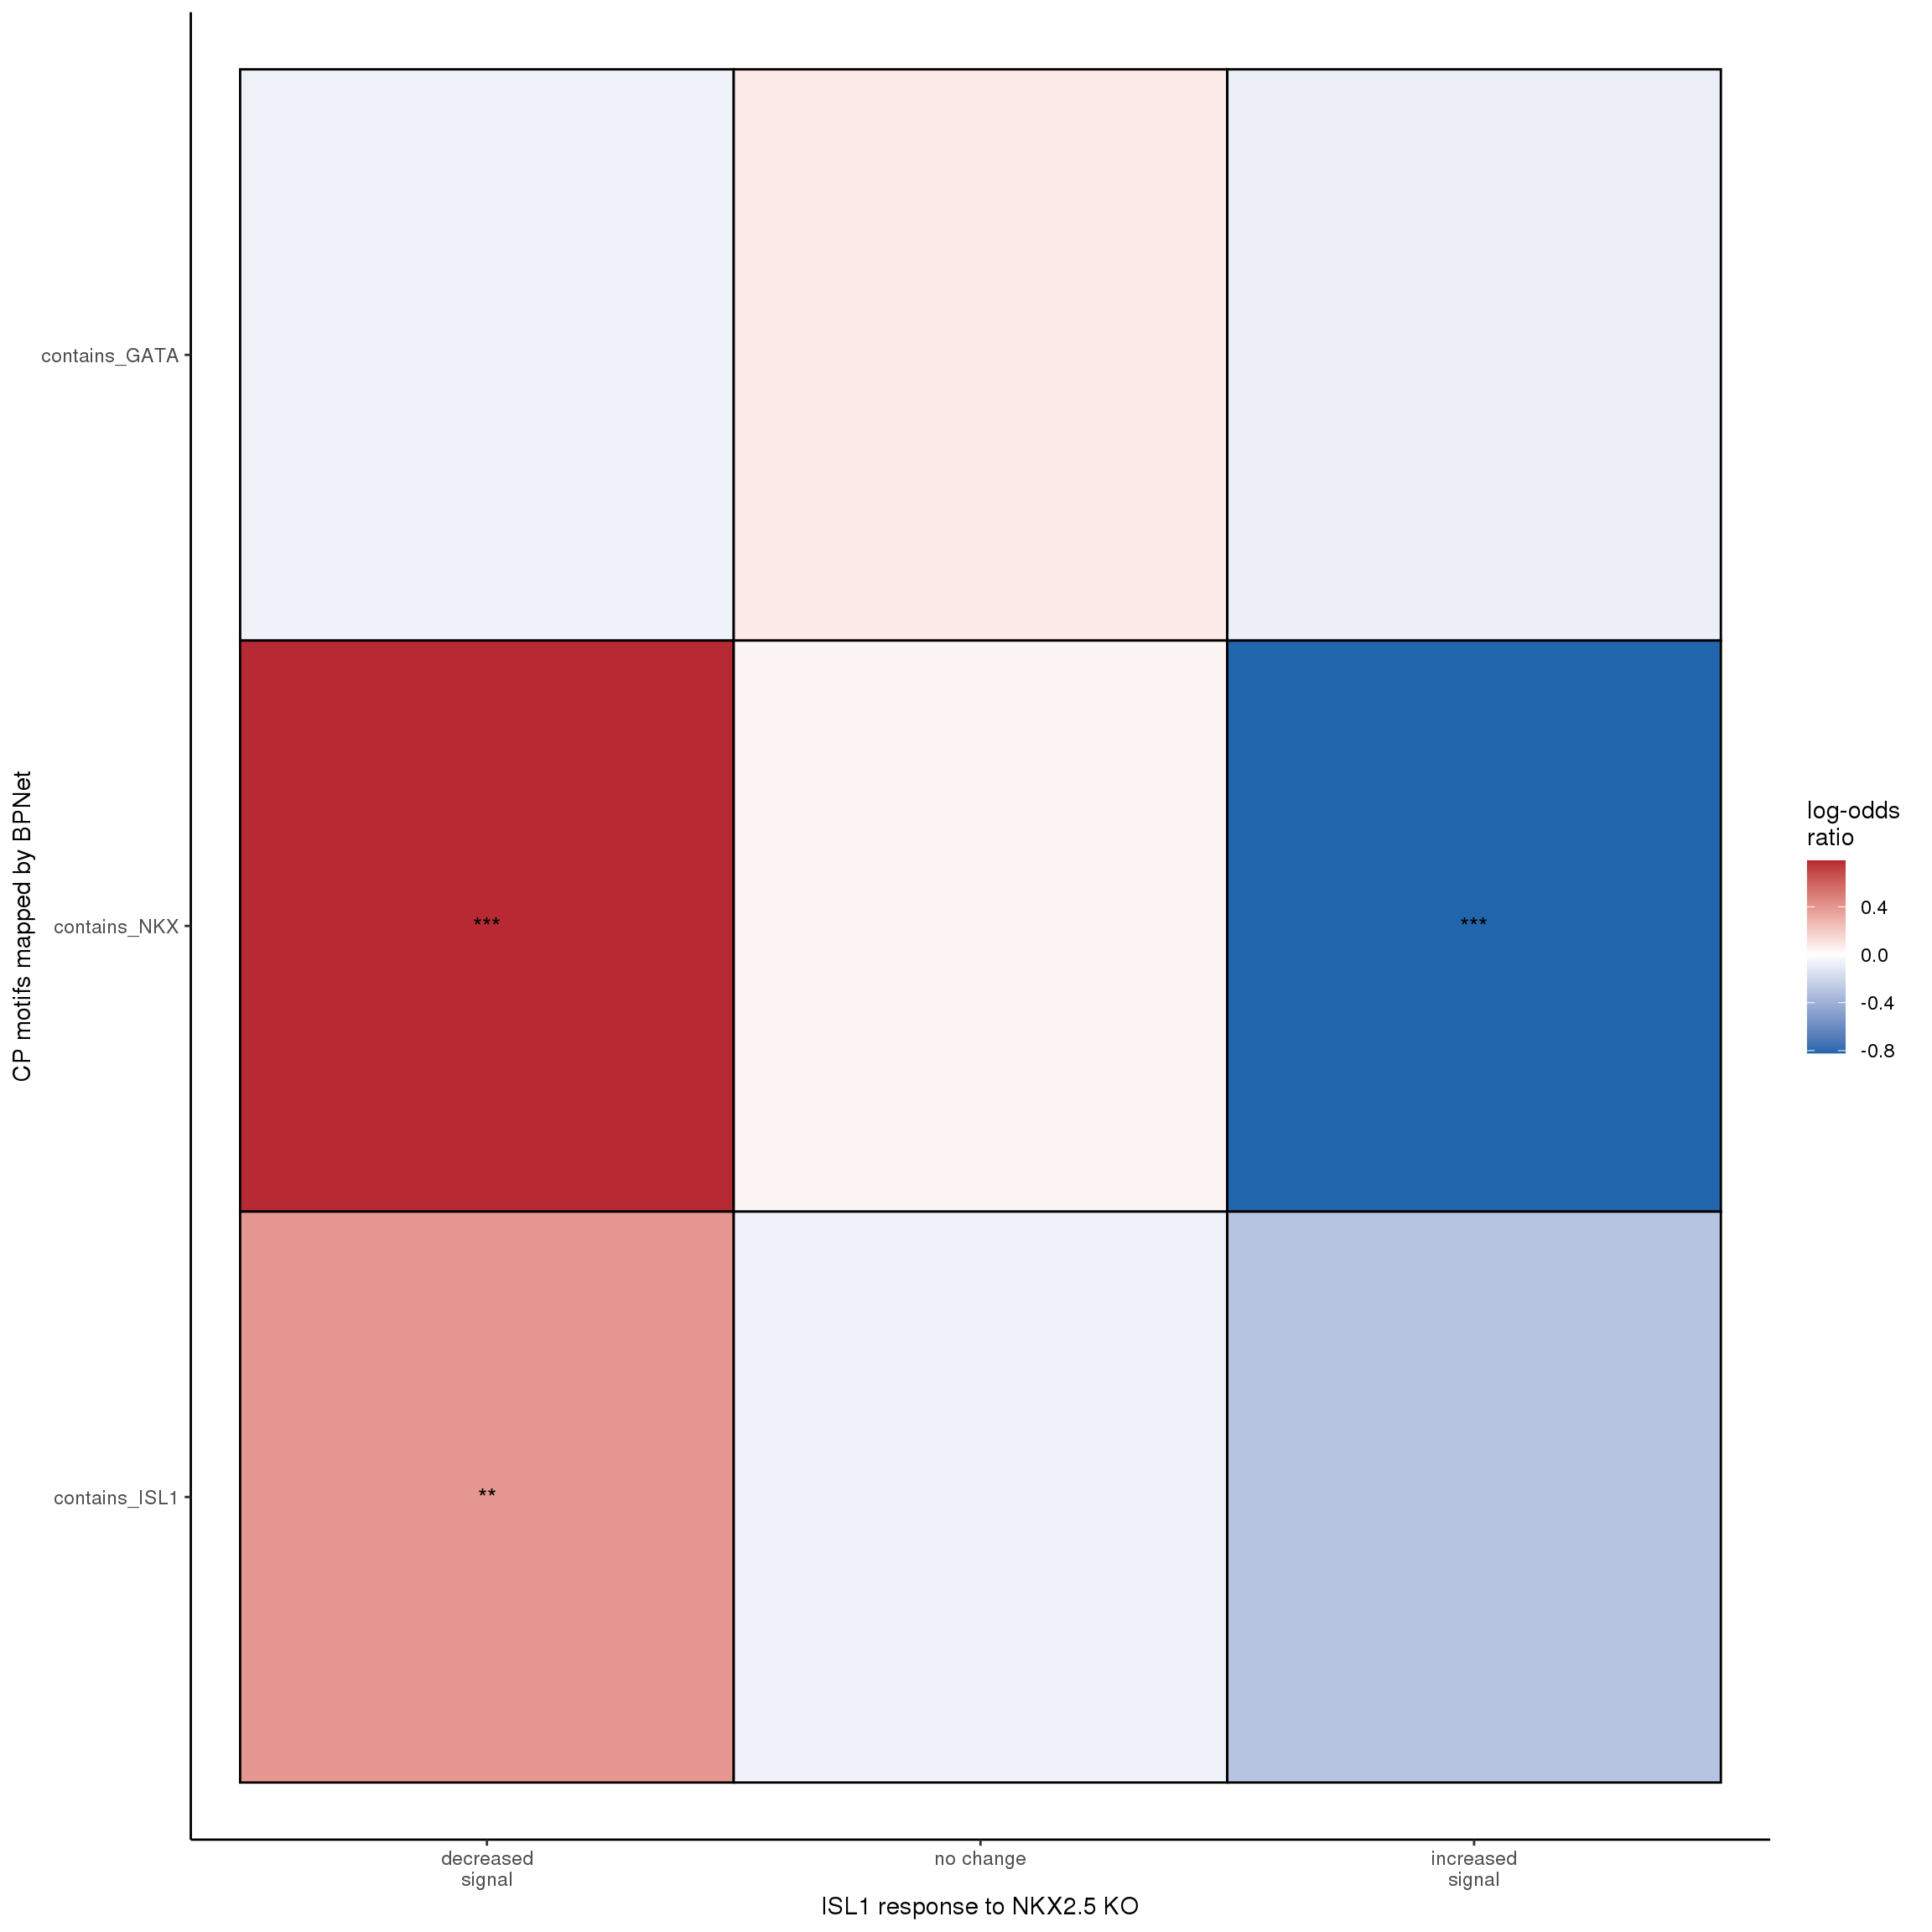 CP motifs mapped by BPNet
contains_GATA
contains_NKX
contains_ISL1
***
***
**
decreased
signal
no change
increased
signal
ISL1 response to NKX2.5 KO
log-odds
ratio
0.4
0.0
-0.4
-0.8